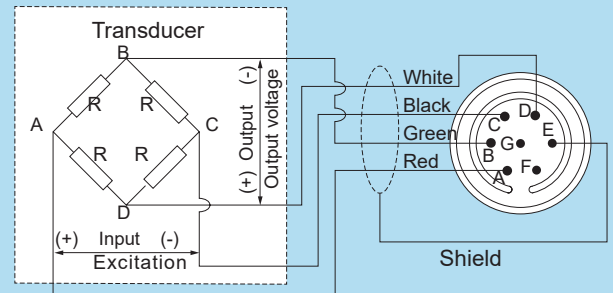 Transducer
B
R
R
A
C
R
R
D
(-)
Output
(+)
Output voltage
(+) Input (-)
Excitation
White
Black
Green
Red
C
D
E
B
G
A
F
Shield